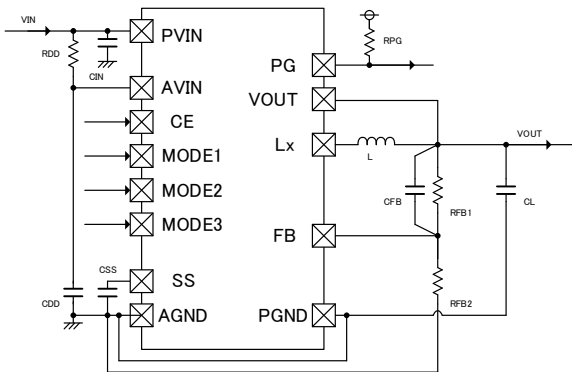 VIN
RDD
CIN
PVIN
AVIN
CE
MODE1
MODE2
MODE3
CSS
SS
CDD
AGND
PG
RPG
VOUT
Lx
L
VOUT
CFB
RFB1
CL
FB
RFB2
PGND